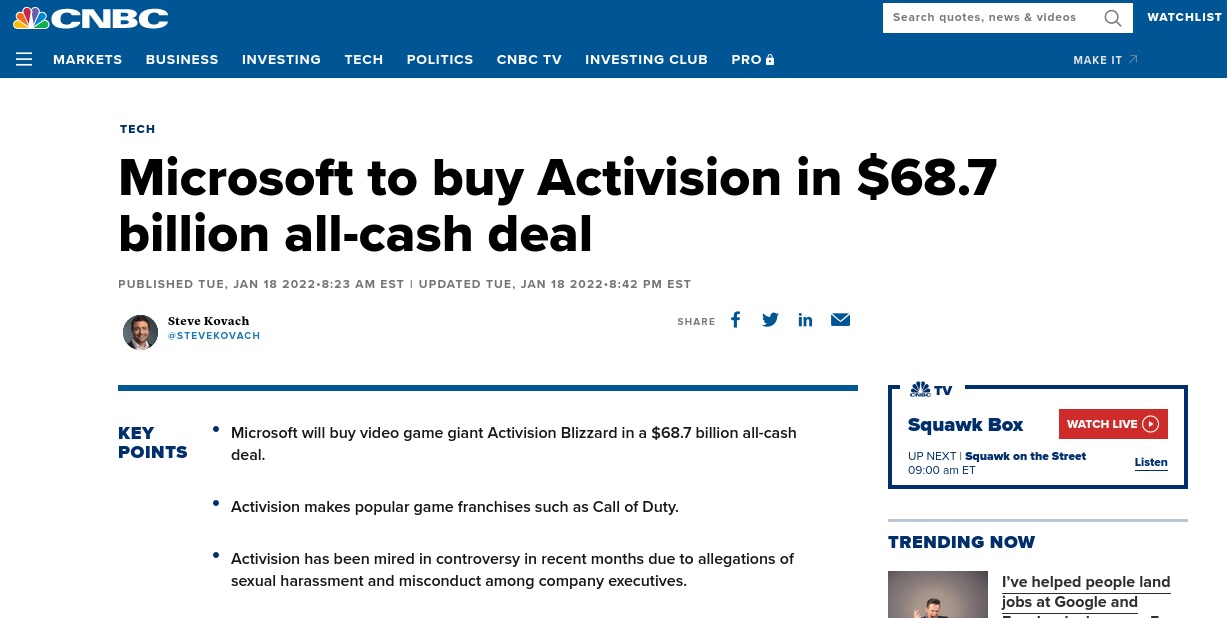 CNBC
Search quotes, news & videos
WATCHLIST
MARKETS BUSINESS INVESTING TECH POLITICS CNBC TV INVESTING CLUB PRO
MAKE IT
TECH
Microsoft to buy Activision in $68.7
billion all-cash deal
PUBLISHED TUE, JAN 18 2022•8:23 AM EST | UPDATED TUE, JAN 18 2022•8:42 PM EST
Steve Kovach
@STEVEKOVACH
SHARE
KEY
POINTS
• Microsoft will buy video game giant Activision Blizzard in a $68.7 billion all-cash
deal.
• Activision makes popular game franchises such as Call of Duty.
• Activision has been mired in controversy in recent months due to allegations of
sexual harassment and misconduct among company executives.
CNBC TV
Squawk Box
WATCH LIVE
UP NEXT | Squawk on the Street
09:00 am ET
Listen
TRENDING NOW
I’ve helped people land
jobs at Google and